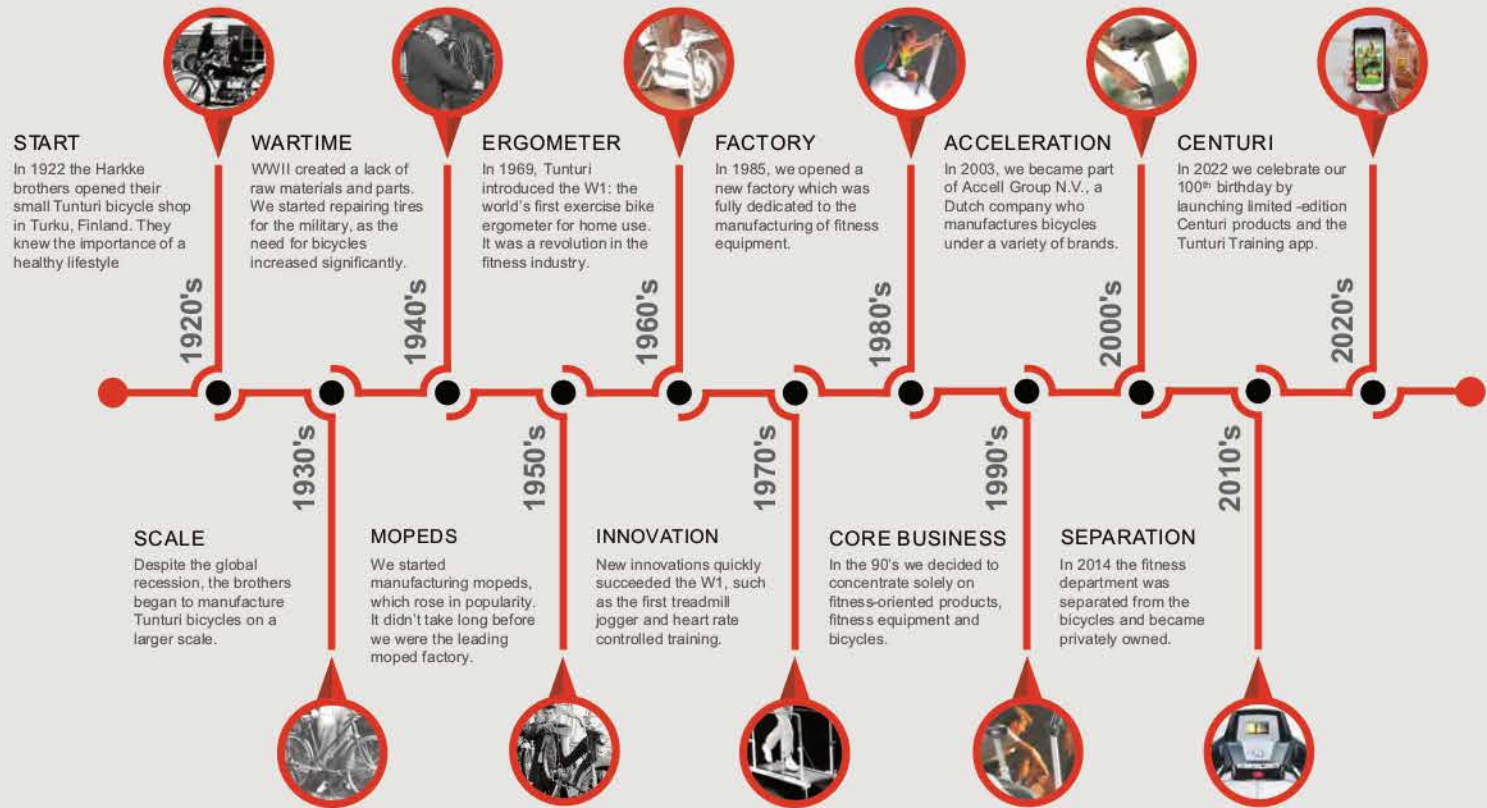 START
In 1922 the Harkke
brothers opened their
small Tunturi bicycle shop
in Turku, Finland. They
knew the importance of a
healthy lifestyle
1920's
WARTIME
WWII created a lack of
raw materials and parts.
We started repairing tires
for the military, as the
need for bicycles
increased significantly.
1940's
ERGOMETER
In 1969, Tunturi
introduced the W1: the
world's first exercise bike
ergometer for home use.
It was a revolution in the
fitness industry.
1960's
FACTORY
In 1985, we opened a
new factory which was
fully dedicated to the
manufacturing of fitness
equipment.
1980's
ACCELERATION
In 2003, we became part
of Accell Group N.V., a
Dutch company who
manufactures bicycles
under a variety of brands.
2000's
CENTURI
In 2022 we celebrate our
100th birthday by
launching limited -edition
Centuri products and the
Tunturi Training app.
2020's
1930's
SCALE
Despite the global
recession, the brothers
began to manufacture
Tunturi bicycles on a
larger scale.
1950's
MOPEDS
We started
manufacturing mopeds,
which rose in popularity.
It didn't take long before
we were the leading
moped factory.
1970's
INNOVATION
New innovations quickly
succeeded the W1, such
as the first treadmill
jogger and heart rate
controlled training.
1990's
CORE BUSINESS
In the 90's we decided to
concentrate solely on
fitness-oriented products,
fitness equipment and
bicycles.
2010's
SEPARATION
In 2014 the fitness
department was
separated from the
bicycles and became
privately owned.